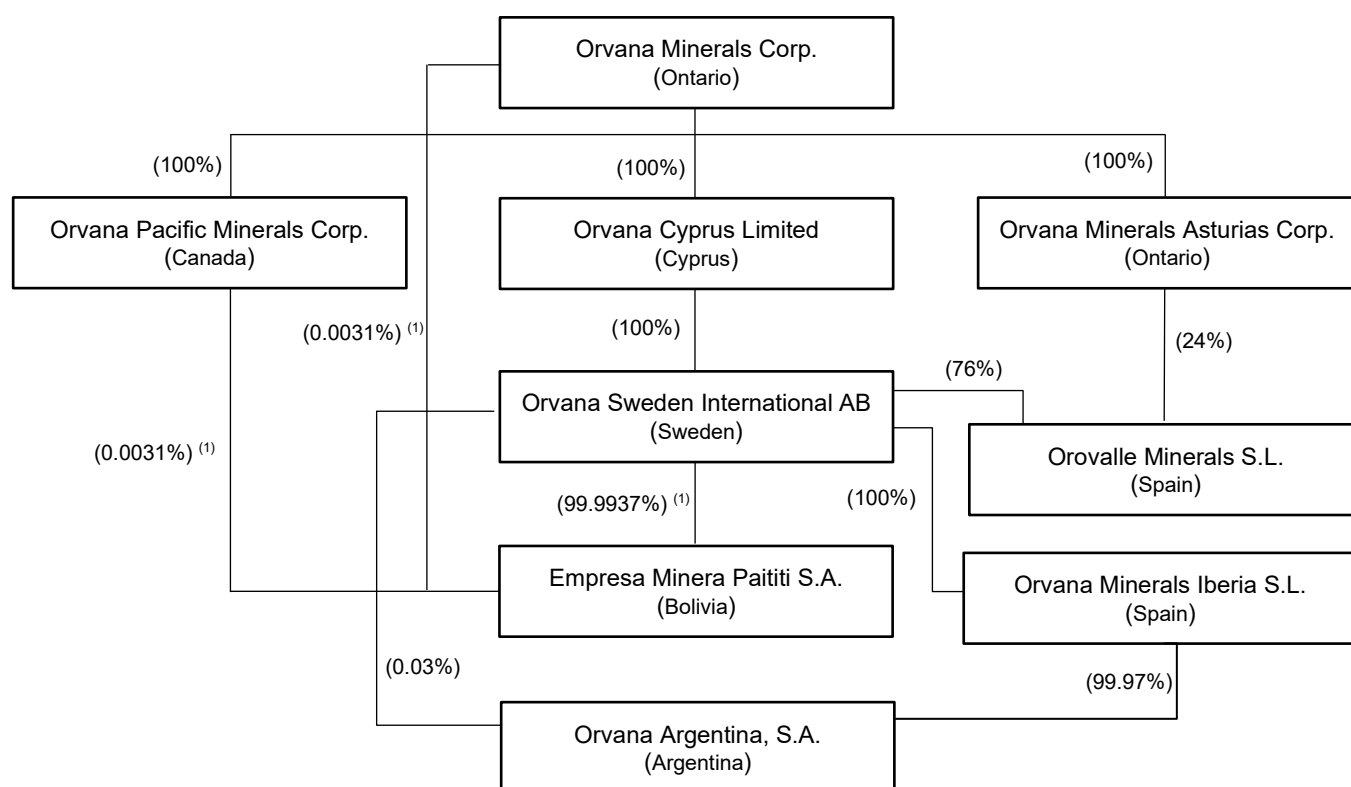 Orvana Minerals Corp.
(Ontario)
(100%)
(100%)
(100%)
Orvana Pacific Minerals Corp.
(Canada)
Orvana Cyprus Limited
(Cyprus)
Orvana Minerals Asturias Corp.
(Ontario)
(0.0031%) (1)
(100%)
(24%)
(76%)
Orvana Sweden International AB
(Sweden)
(0.0031%) (1)
Orovalle Minerals S.L.
(Spain)
(99.9937%) (1)
(100%)
Empresa Minera Paititi S.A.
(Bolivia)
Orvana Minerals Iberia S.L.
(Spain)
(0.03%)
(99.97%)
Orvana Argentina, S.A.
(Argentina)